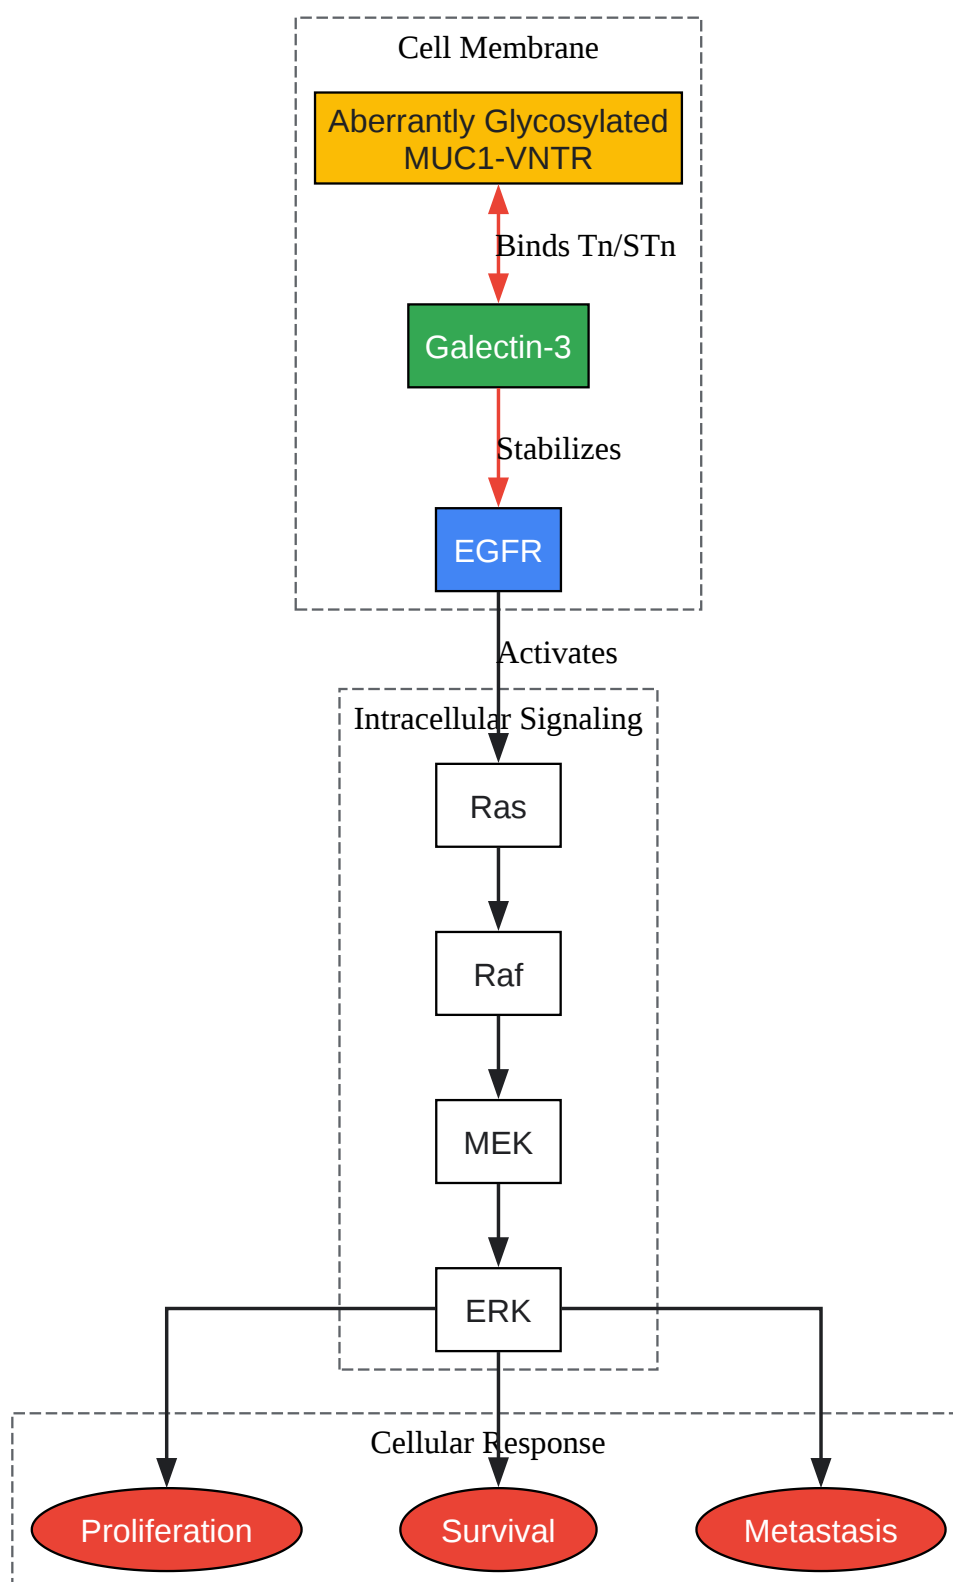 Cell Membrane
Aberrantly Glycosylated
MUC1-VNTR
Binds Tn/STn
Galectin-3
Stabilizes
EGFR
Activates
Intracellular Signaling
Ras
Raf
MEK
ERK
Cellular Response
Proliferation
Survival
Metastasis